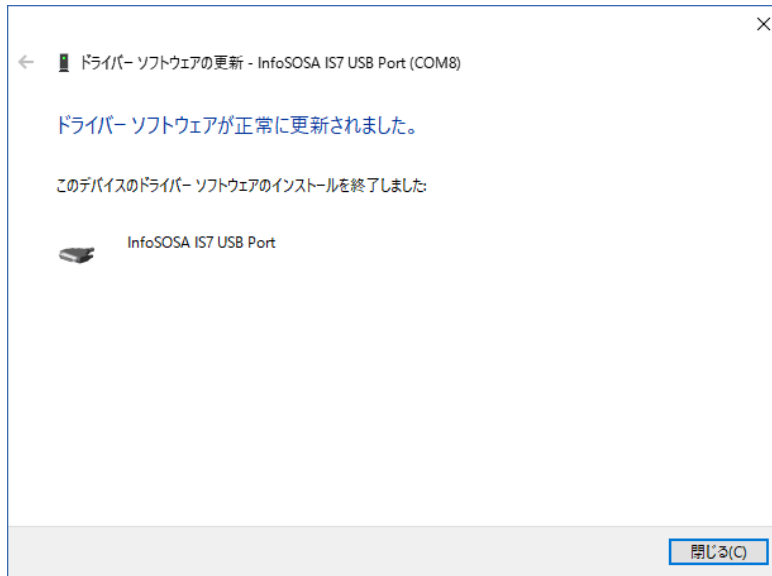 ドライバー ソフトウェアの更新 - InfoSOSA IS7 USB Port (COM8)
ドライバー ソフトウェアが正常に更新されました。
このデバイスのドライバー ソフトウェアのインストールを終了しました:
InfoSOSA IS7 USB Port
閉じる(C)